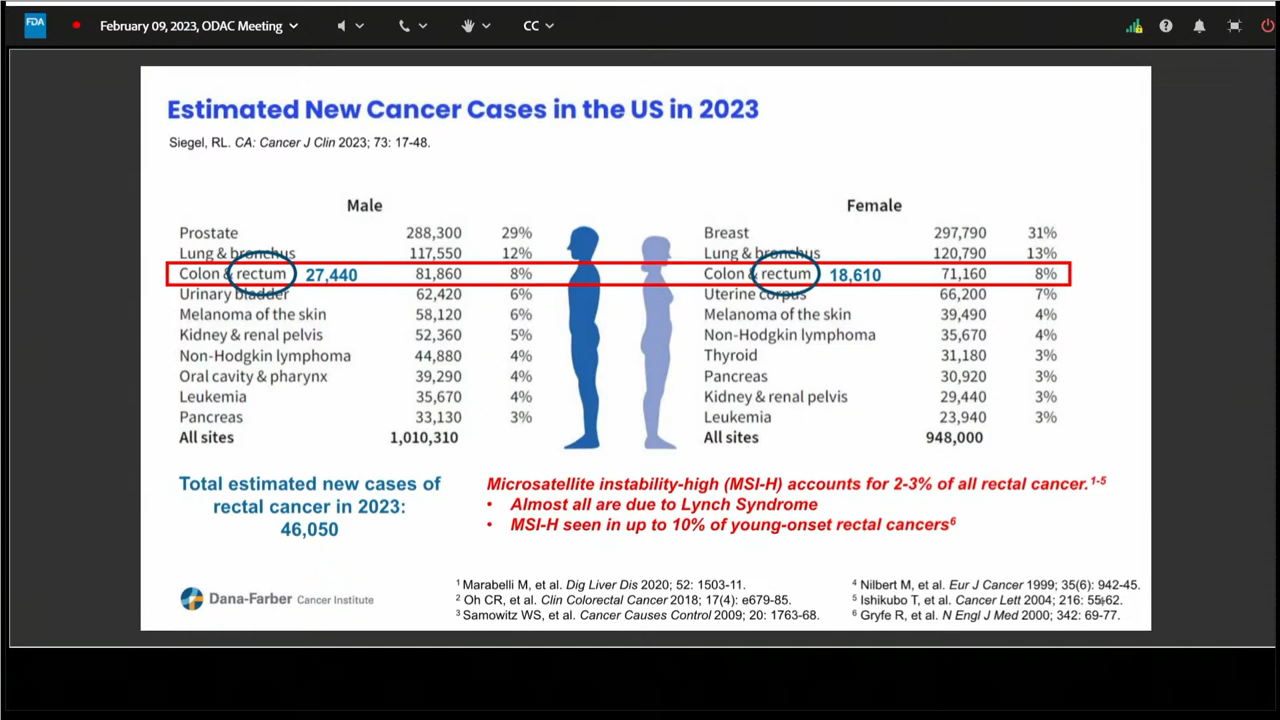 FDA
February 09, 2023, ODAC Meeting
CC
Estimated New Cancer Cases in the US in 2023
Siegel, RL. CA: Cancer J Clin 2023; 73: 17-48.
Male
Prostate 288,300 29%
Lung & bronchus 117,550 12%
Colon & rectum 27,440 81,860 8%
Urinary bladder 62,420 6%
Melanoma of the skin 58,120 6%
Kidney & renal pelvis 52,360 5%
Non-Hodgkin lymphoma 44,880 4%
Oral cavity & pharynx 39,290 4%
Leukemia 35,670 4%
Pancreas 33,130 3%
All sites 1,010,310
Female
Breast 297,790 31%
Lung & bronchus 120,790 13%
Colon & rectum 18,610 71,160 8%
Uterine corpus 66,200 7%
Melanoma of the skin 39,490 4%
Non-Hodgkin lymphoma 35,670 4%
Thyroid 31,180 3%
Pancreas 30,920 3%
Kidney & renal pelvis 29,440 3%
Leukemia 23,940 3%
All sites 948,000
Total estimated new cases of
rectal cancer in 2023:
46,050
Microsatellite instability-high (MSI-H) accounts for 2-3% of all rectal cancer.1-5
• Almost all are due to Lynch Syndrome
• MSI-H seen in up to 10% of young-onset rectal cancers6
Dana-Farber Cancer Institute
1 Marabelli M, et al. Dig Liver Dis 2020; 52: 1503-11.
2 Oh CR, et al. Clin Colorectal Cancer 2018; 17(4): e679-85.
3 Samowitz WS, et al. Cancer Causes Control 2009; 20: 1763-68.
4 Nilbert M, et al. Eur J Cancer 1999; 35(6): 942-45.
5 Ishikubo T, et al. Cancer Lett 2004; 216: 55-62.
6 Gryfe R, et al. N Engl J Med 2000; 342: 69-77.